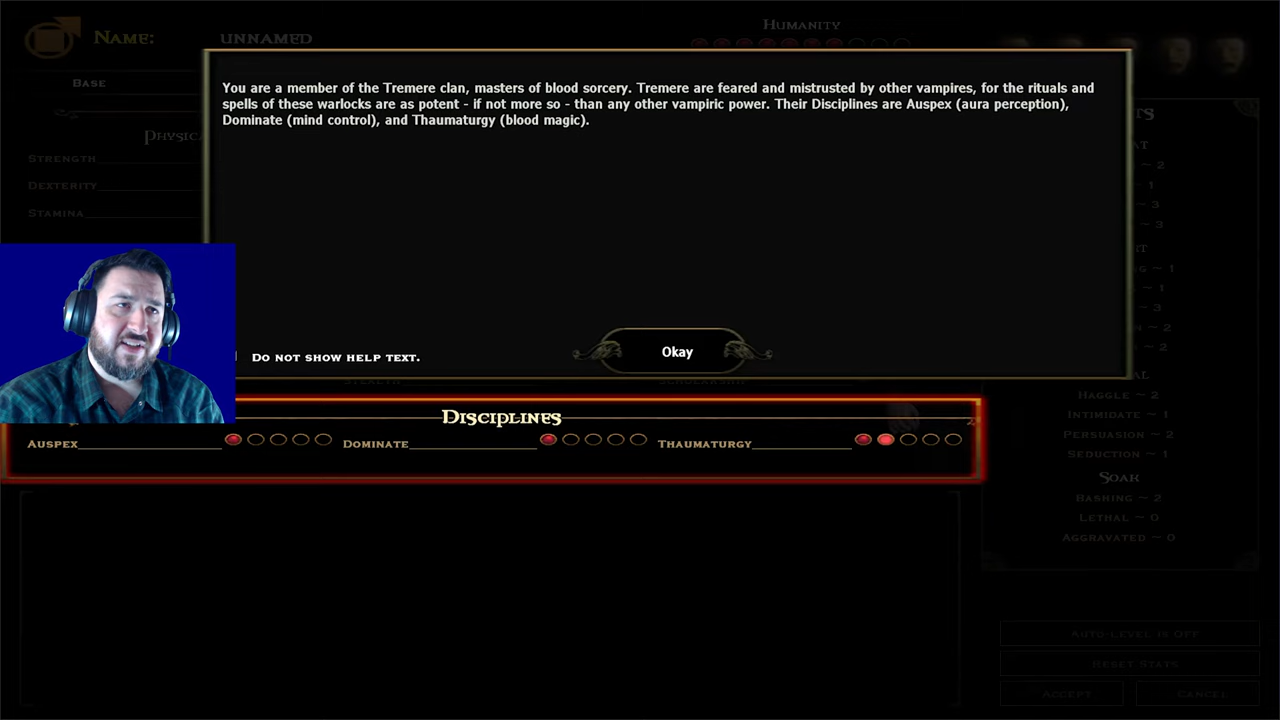 NAME: UNNAMED HUMANITY
BASE
You are a member of the Tremere clan, masters of blood sorcery. Tremere are feared and mistrusted by other vampires, for the rituals and
spells of these warlocks are as potent - if not more so - than any other vampiric power. Their Disciplines are Auspex (aura perception),
Dominate (mind control), and Thaumaturgy (blood magic).
STRENGTH
DEXTERITY
STAMINA
DO NOT SHOW HELP TEXT.
Okay
DISCIPLINES
AUSPEX DOMINATE THAUMATURGY
HAGGLE ~ 2
INTIMIDATE ~ 1
PERSUASION ~ 2
SEDUCTION ~ 1
SOAK
BASHING ~ 2
LETHAL ~ 0
AGGRAVATED ~ 0
AUTO-LEVEL IS OFF
RESET STATS
ACCEPT CANCEL